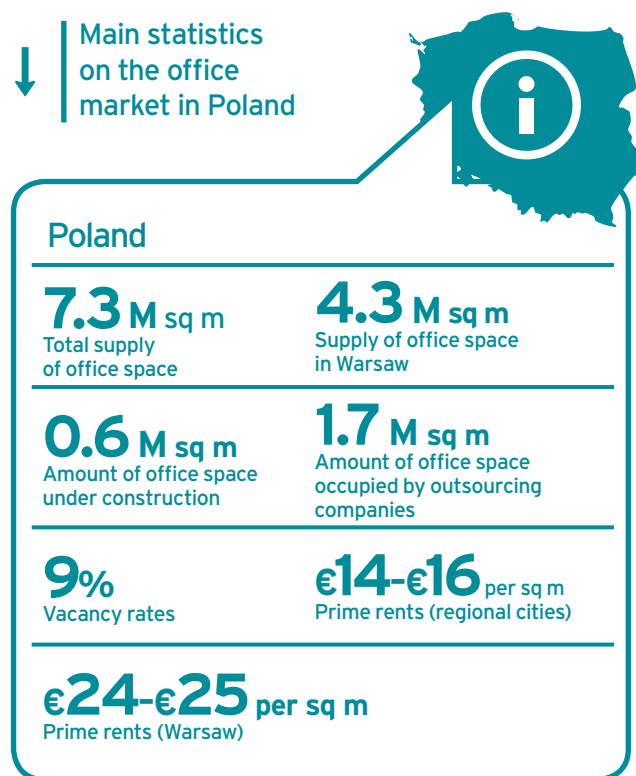 Main statistics
on the office
market in Poland
Poland
7.3 M sq m
Total supply
of office space
4.3 M sq m
Supply of office space
in Warsaw
0.6 M sq m
Amount of office space
under construction
1.7 M sq m
Amount of office space
occupied by outsourcing
companies
9%
Vacancy rates
€14-€16 per sq m
Prime rents (regional cities)
€24-€25 per sq m
Prime rents (Warsaw)